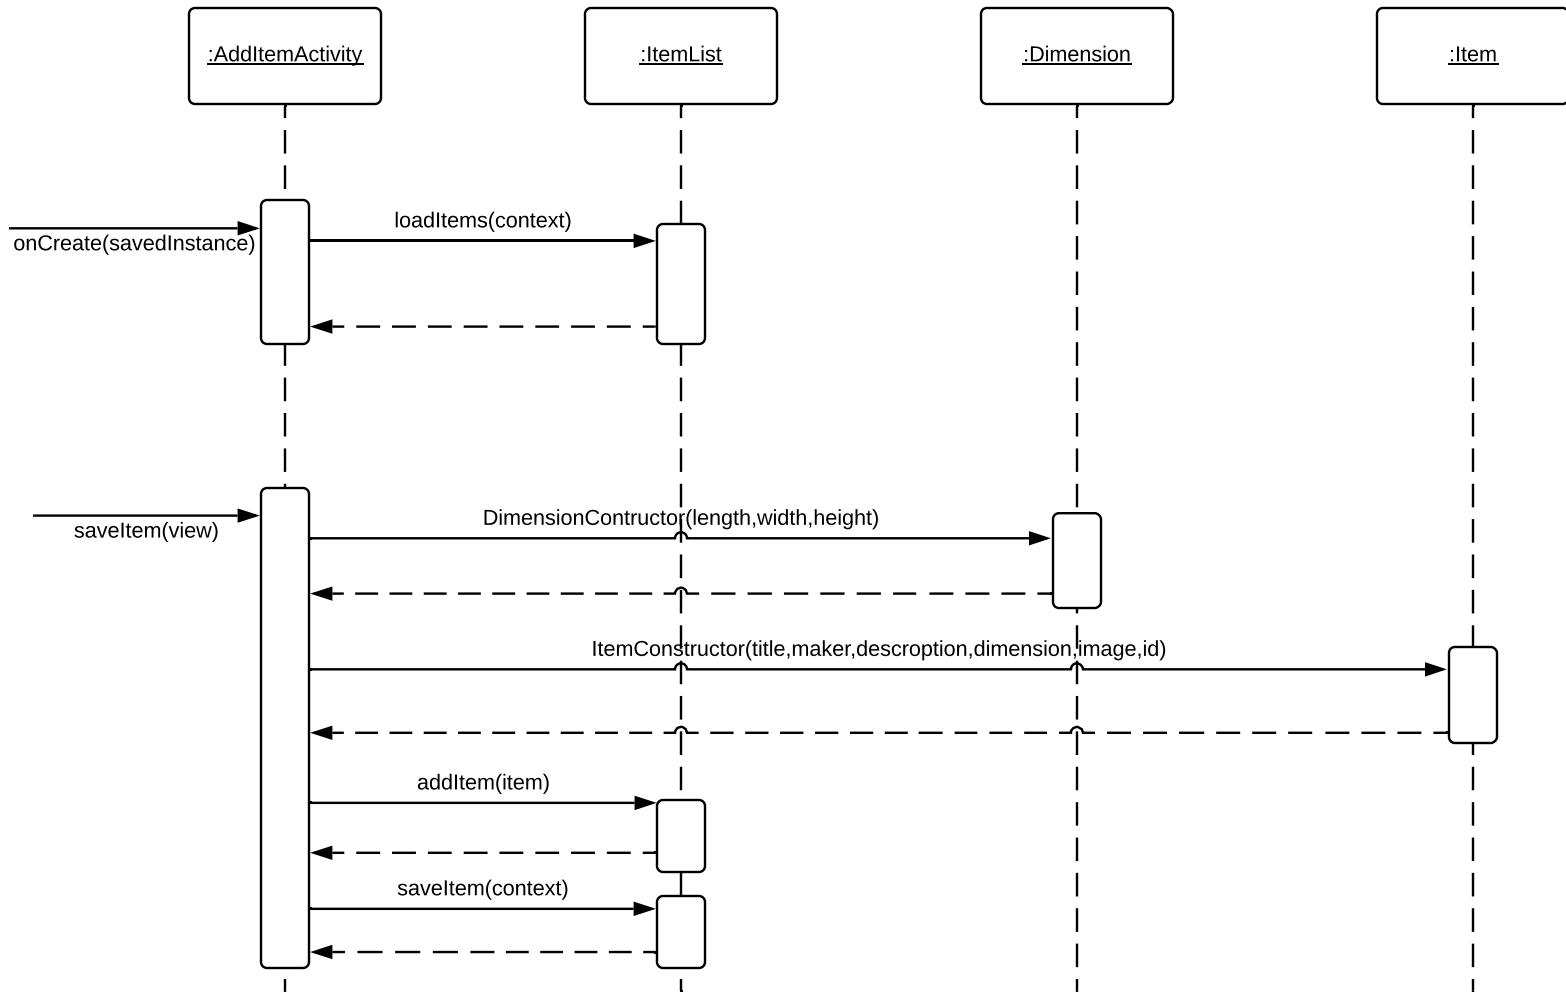 :AddItemActivity
:ItemList
:Dimension
:Item
loadItems(context)
onCreate(savedInstance)
DimensionContructor(length,width,height)
saveItem(view)
ItemConstructor(title,maker,descroption,dimension,image,id)
addItem(item)
saveItem(context)